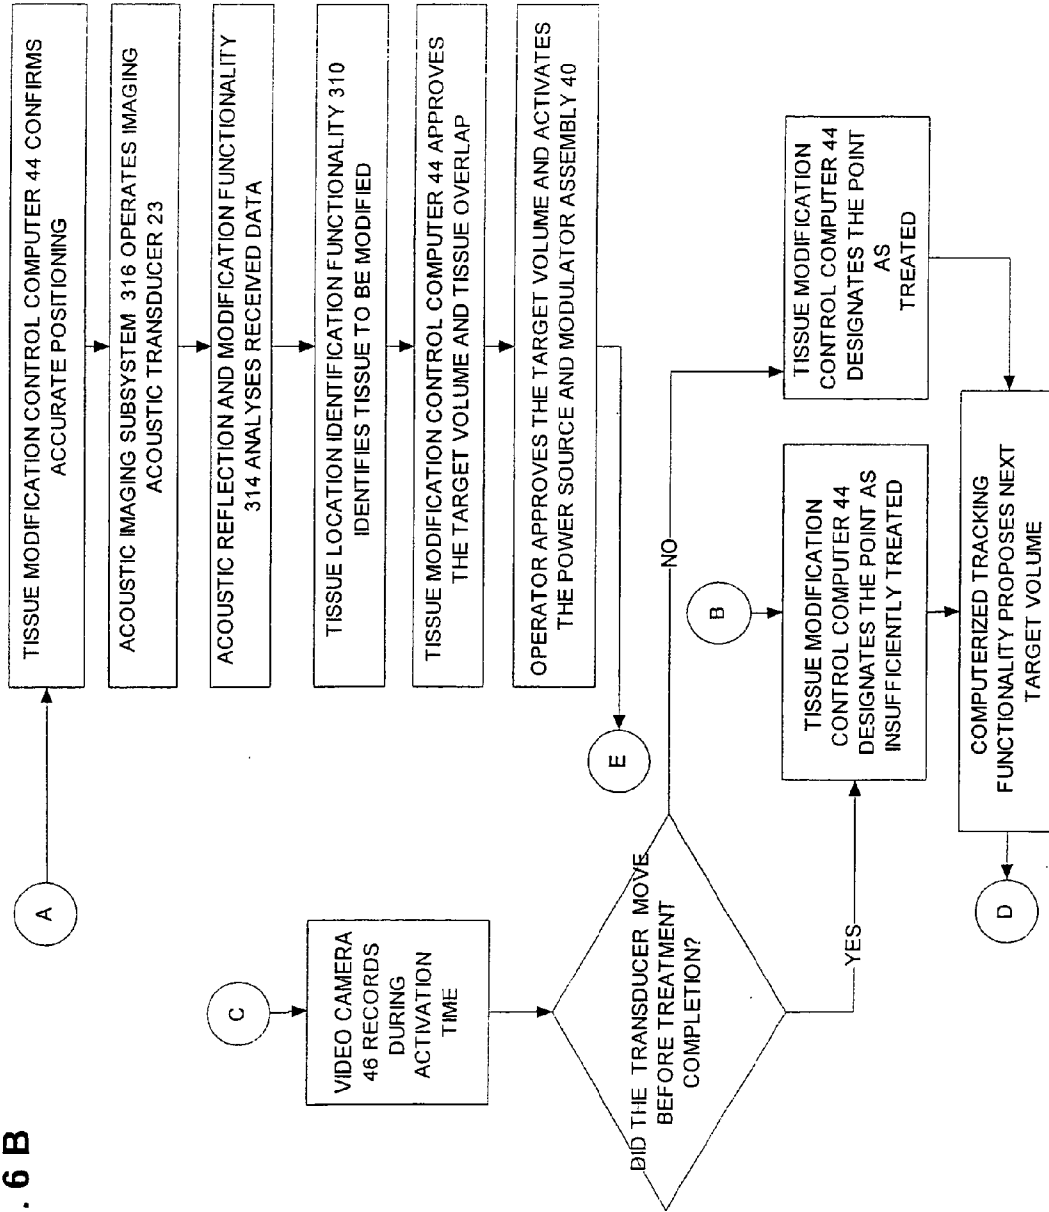 . 6 B
A
TISSUE MODIFICATION CONTROL COMPUTER 44 CONFIRMS
ACCURATE POSITIONING
ACOUSTIC IMAGING SUBSYSTEM 316 OPERATES IMAGING
ACOUSTIC TRANSDUCER 23
ACOUSTIC REFLECTION AND MODIFICATION FUNCTIONALITY
314 ANALYSES RECEIVED DATA
TISSUE LOCATION IDENTIFICATION FUNCTIONALITY 310
IDENTIFIES TISSUE TO BE MODIFIED
TISSUE MODIFICATION CONTROL COMPUTER 44 APPROVES
THE TARGET VOLUME AND TISSUE OVERLAP
OPERATOR APPROVES THE TARGET VOLUME AND ACTIVATES
THE POWER SOURCE AND MODULATOR ASSEMBLY 40
E
C
VIDEO CAMERA
46 RECORDS
DURING
ACTIVATION
TIME
DID THE TRANSDUCER MOVE
BEFORE TREATMENT
COMPLETION?
NO
YES
B
TISSUE MODIFICATION
CONTROL COMPUTER 44
DESIGNATES THE POINT AS
INSUFFICIENTLY TREATED
TISSUE MODIFICATION
CONTROL COMPUTER 44
DESIGNATES THE POINT
AS
TREATED
COMPUTERIZED TRACKING
FUNCTIONALITY PROPOSES NEXT
TARGET VOLUME
D